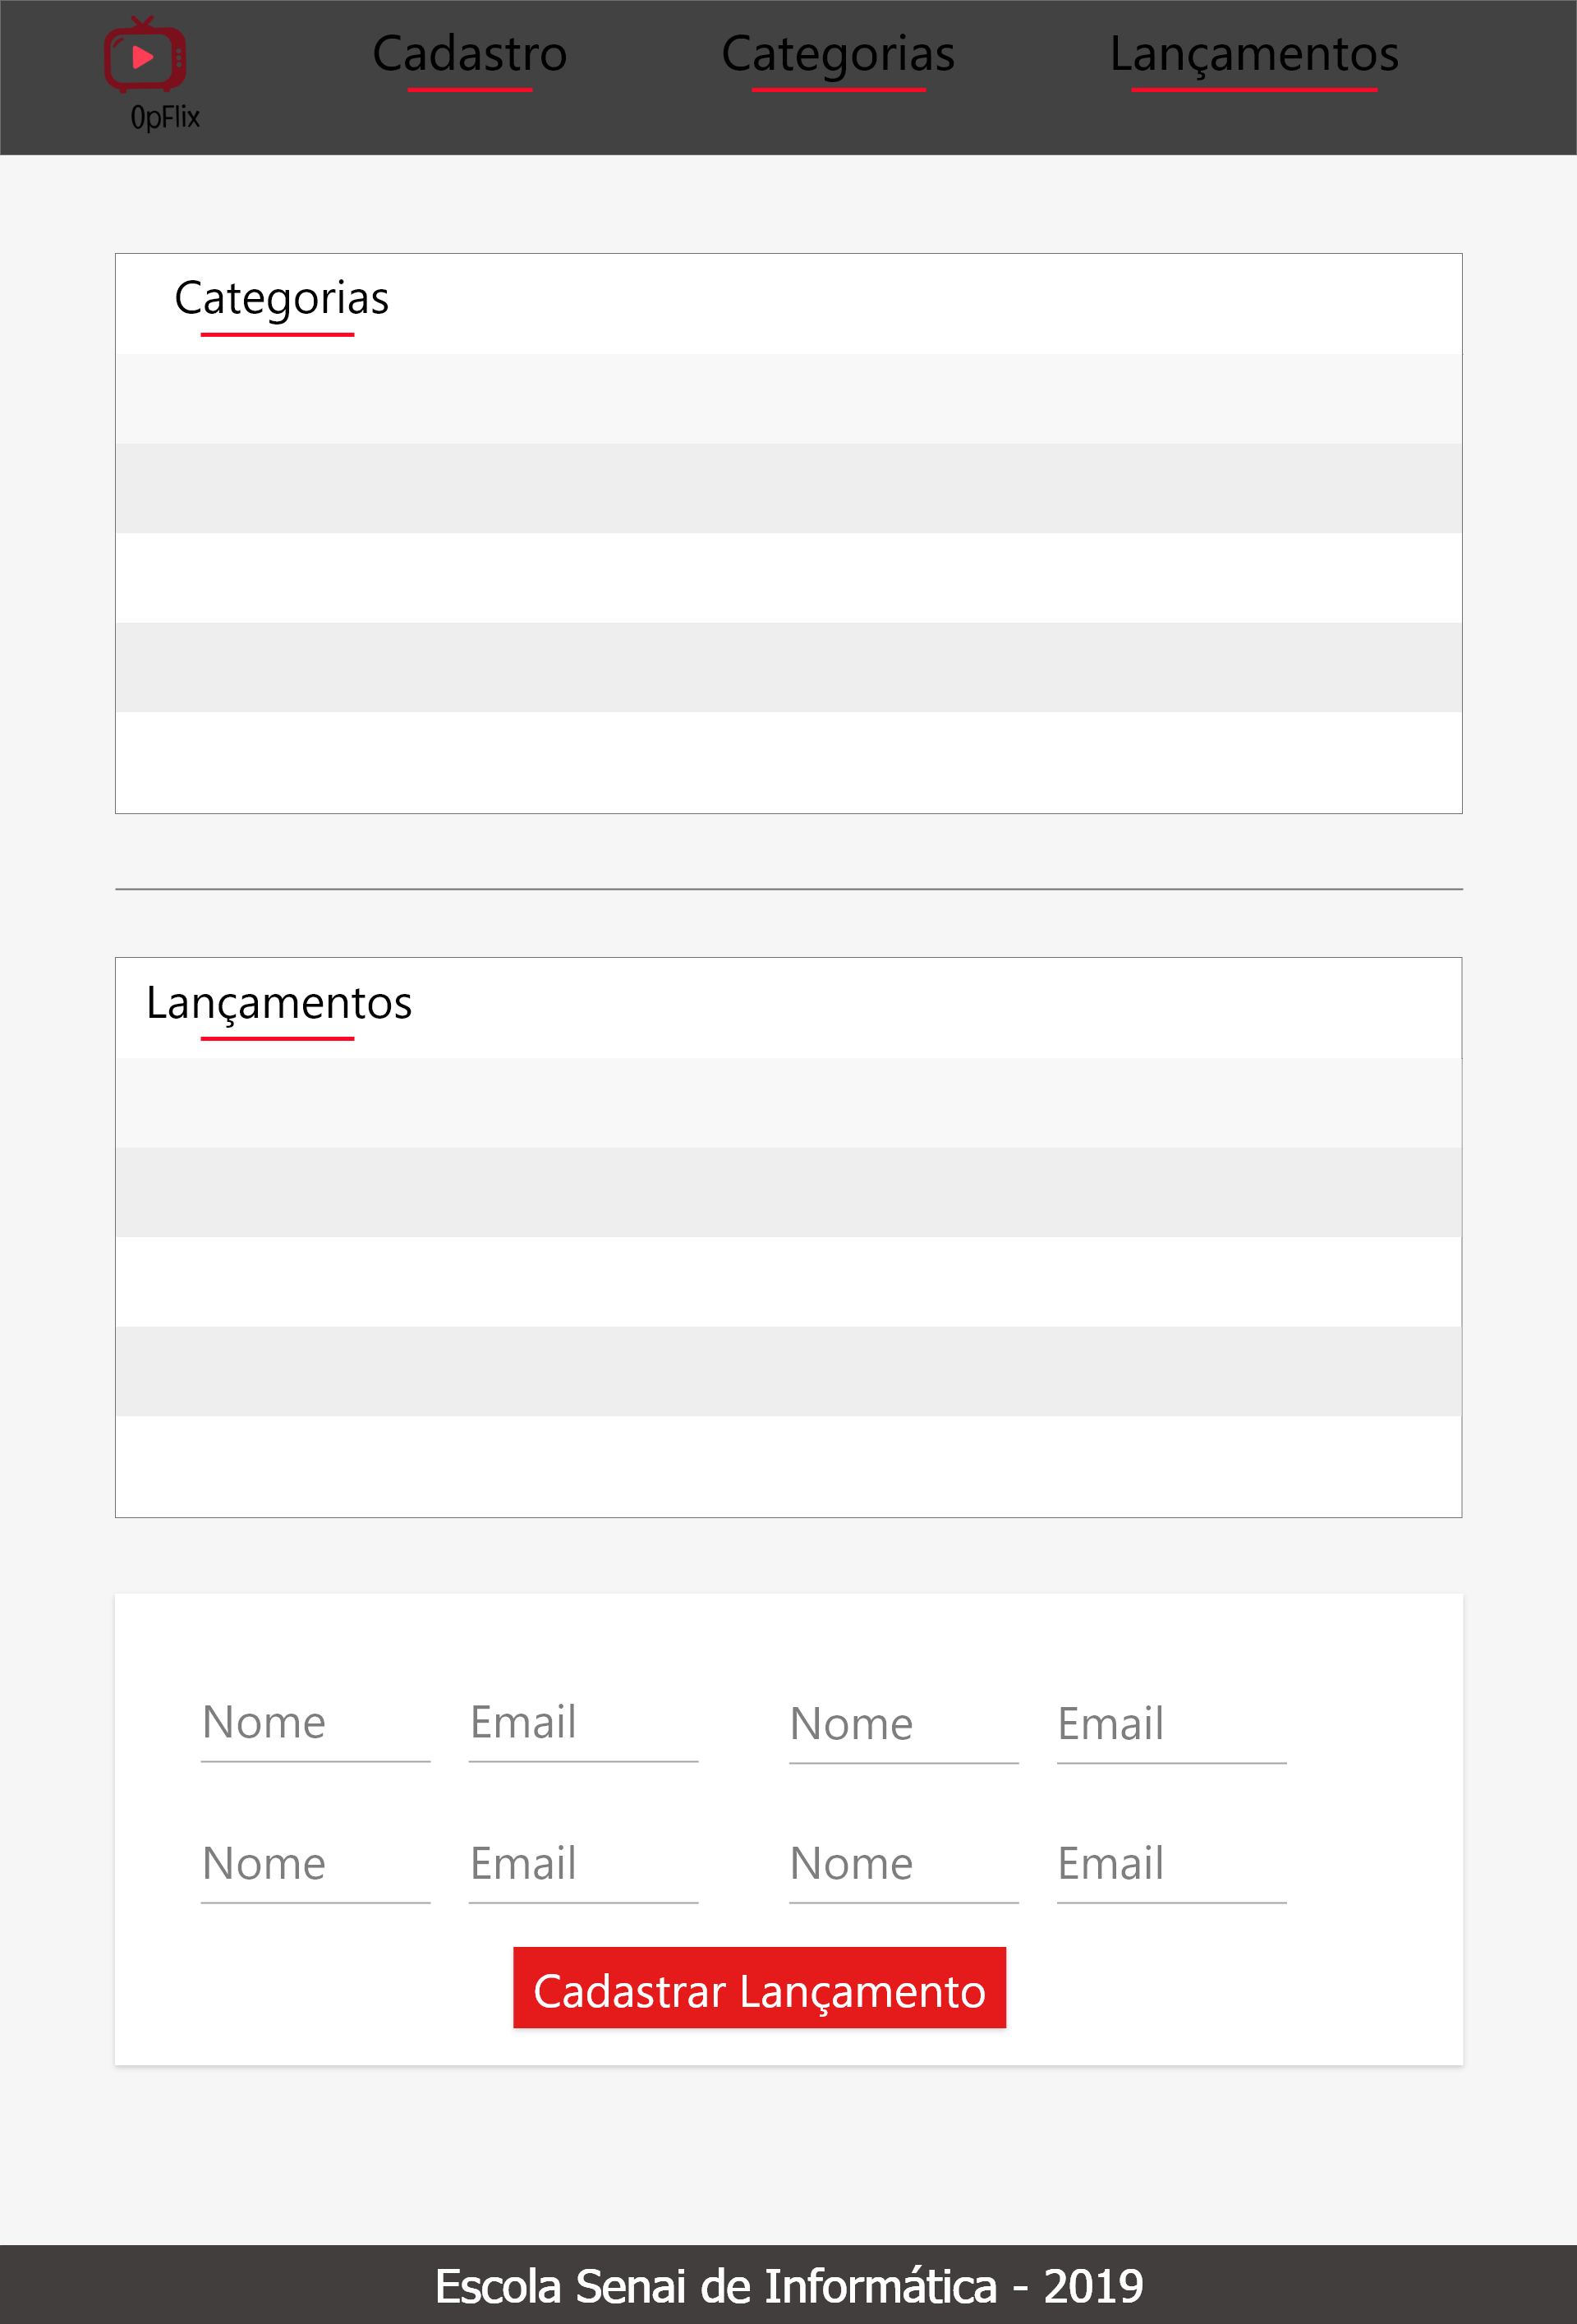 Cadastro Categorias Lançamentos
OpFlix
Categorias
Lançamentos
Nome Email Nome Email
Nome Email Nome Email
Cadastrar Lançamento
Escola Senai de Informática - 2019